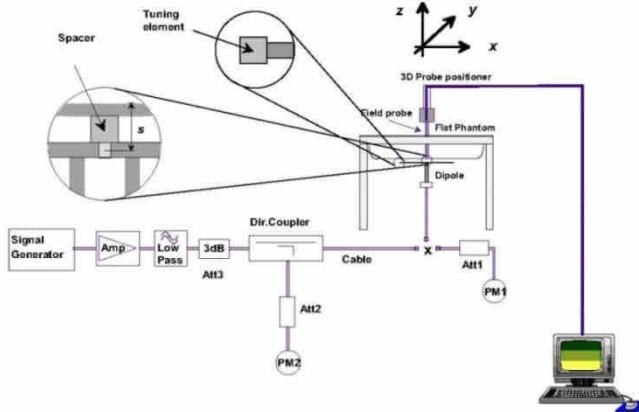 Tuning
element
Spacer
s
z
y
x
3D Probe positioner
Field probe
Flat Phantom
Dipole
Dir.Coupler
Signal
Generator
Amp
Low
Pass
3dB
Att3
Cable
X
Att1
PM1
Att2
PM2